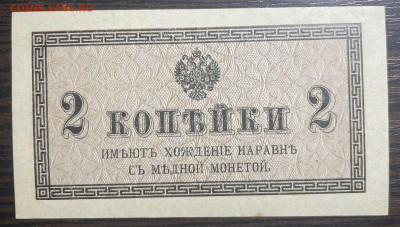 2 КОПѢЙКИ 2
ИМѢЮТЪ ХОЖДЕНІЕ НАРАВНѢ
СЪ МѢДНОЙ МОНЕТОЙ.